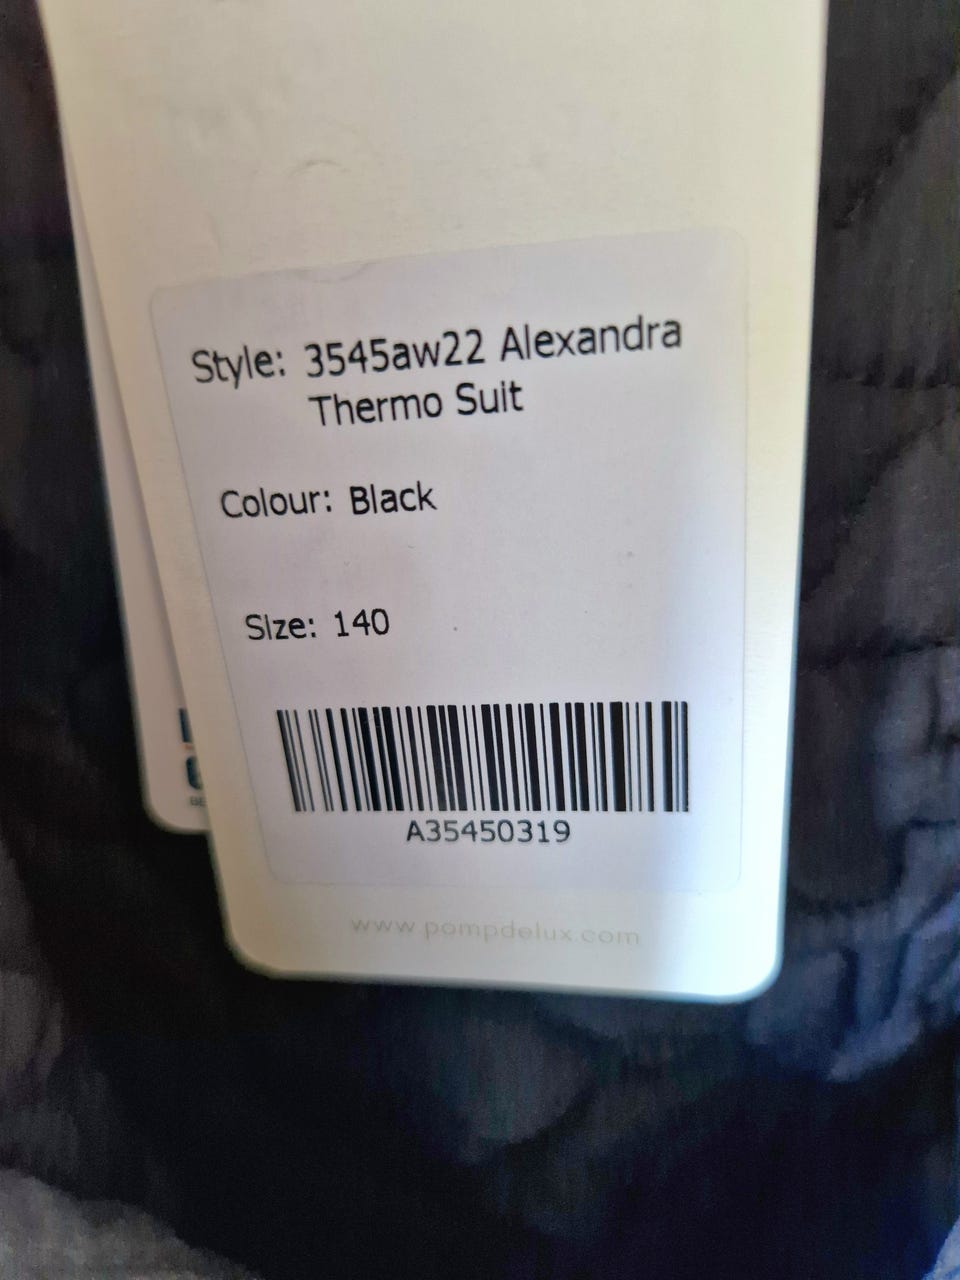 Style: 3545aw22 Alexandra
Thermo Suit
Colour: Black
Size: 140
A35450319
www.pompdelux.com